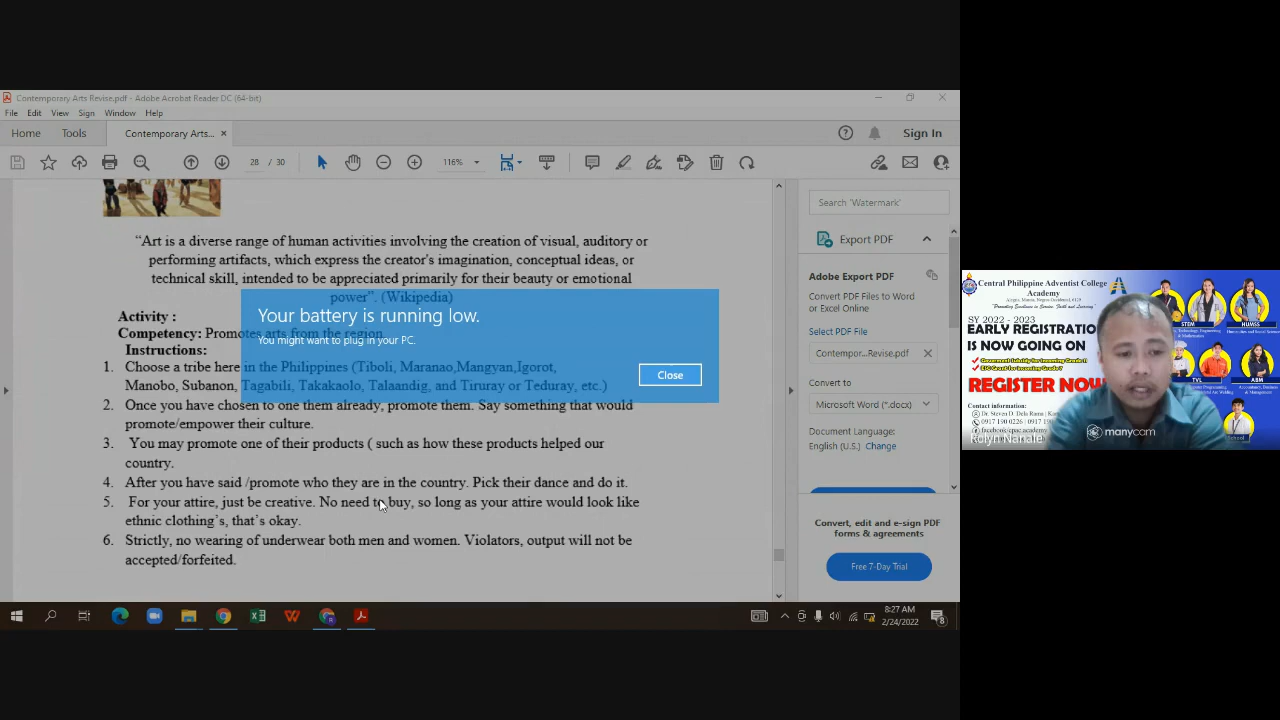 Contemporary Arts Revise.pdf - Adobe Acrobat Reader DC (64-bit)
File Edit View Sign Window Help
Home Tools Contemporary Arts... × Sign In
28 / 30 116%
"Art is a diverse range of human activities involving the creation of visual, auditory or
performing artifacts, which express the creator's imagination, conceptual ideas, or
technical skill, intended to be appreciated primarily for their beauty or emotional
power". (Wikipedia)
Activity :
Competency: Promotes arts from the region.
Instructions:
1. Choose a tribe here in the Philippines (Tiboli, Maranao,Mangyan,Igorot,
Manobo, Subanon, Tagabili, Takakaolo, Talaandig, and Tiruray or Teduray, etc.)
2. Once you have chosen to one them already, promote them. Say something that would
promote/empower their culture.
3. You may promote one of their products ( such as how these products helped our
country.
4. After you have said /promote who they are in the country. Pick their dance and do it.
5. For your attire, just be creative. No need to buy, so long as your attire would look like
ethnic clothing's, that's okay.
6. Strictly, no wearing of underwear both men and women. Violators, output will not be
accepted/forfeited.
Your battery is running low.
You might want to plug in your PC.
Close
Search 'Watermark'
Export PDF
Adobe Export PDF
Convert PDF Files to Word
or Excel Online
Select PDF File
Contempor...Revise.pdf ×
Convert to
Microsoft Word (*.docx)
Document Language:
English (U.S.) Change
Convert, edit and e-sign PDF
forms & agreements
Free 7-Day Trial
8:27 AM
2/24/2022
8
Central Philippine Adventist College
Academy
SY 2022 - 2023
EARLY REGISTRATIO
IS NOW GOING ON
REGISTER NOW
Contact information:
STEM
HUMSS
TVL
ABM
manycam